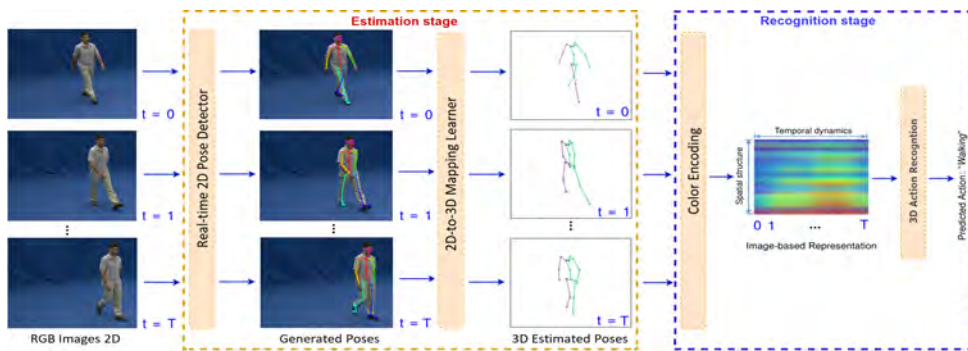 Estimation stage
Recognition stage
t = 0
t = 0
t = 0
Real-time 2D Pose Detector
2D-to-3D Mapping Learner
Color Encoding
t = 1
t = 1
t = 1
...
...
...
Temporal dynamics
Spatial structure
0 1 ... T
Image-based Representation
3D Action Recogntion
Predicted Action: "Walking"
t = T
t = T
t = T
RGB Images 2D
Generated Poses
3D Estimated Poses